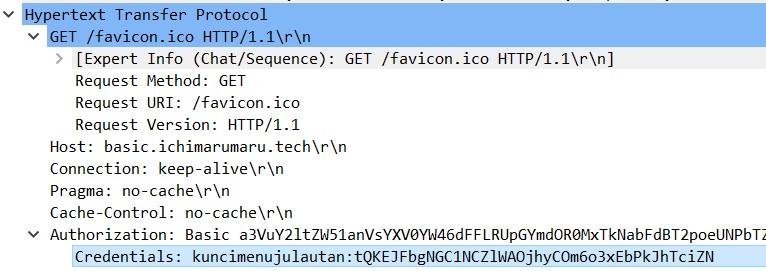 Hypertext Transfer Protocol
GET /favicon.ico HTTP/1.1\r\n
[Expert Info (Chat/Sequence): GET /favicon.ico HTTP/1.1\r\n]
Request Method: GET
Request URI: /favicon.ico
Request Version: HTTP/1.1
Host: basic.ichimarumaru.tech\r\n
Connection: keep-alive\r\n
Pragma: no-cache\r\n
Cache-Control: no-cache\r\n
Authorization: Basic a3VuY2ltZW51anVsYXV0YW46dFFLRUpGYmdOR0MxTkNabFdBT2poeUNPbTZ
Credentials: kuncimenujulautan:tQKEJFbgNGC1NCZlWAOjhyCOm6o3xEbPkJhTciZN